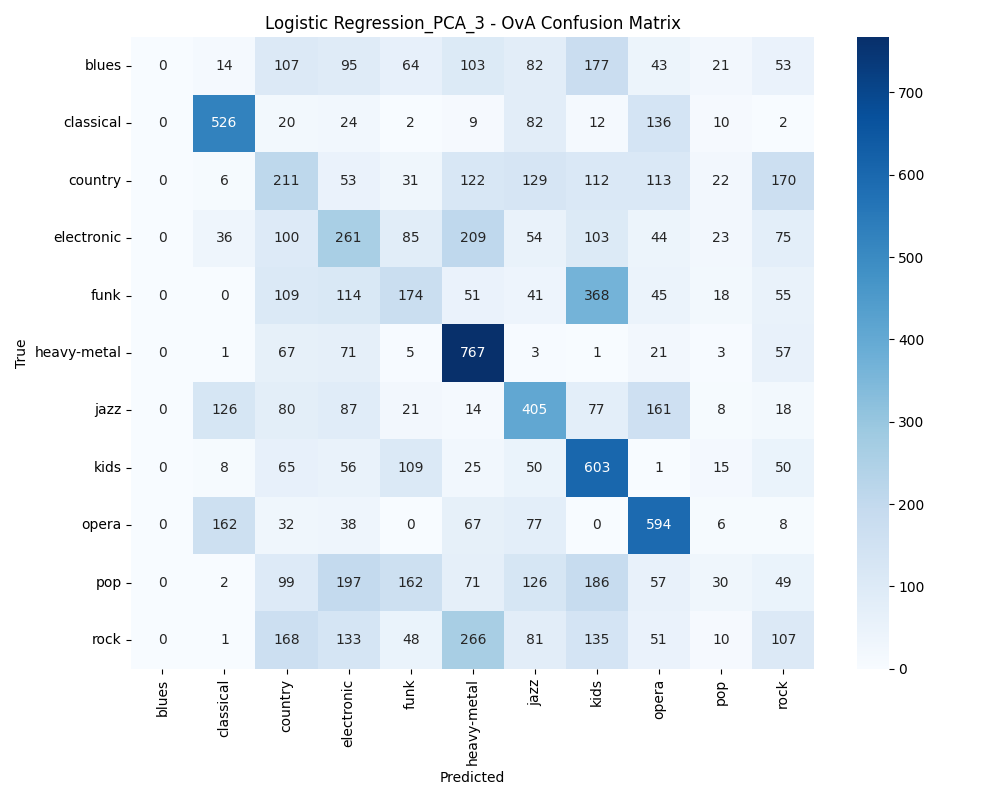 Logistic Regression_PCA_3 - OvA Confusion Matrix
True
blues 0 14 107 95 64 103 82 177 43 21 53
classical 0 526 20 24 2 9 82 12 136 10 2
country 0 6 211 53 31 122 129 112 113 22 170
electronic 0 36 100 261 85 209 54 103 44 23 75
funk 0 0 109 114 174 51 41 368 45 18 55
heavy-metal 0 1 67 71 5 767 3 1 21 3 57
jazz 0 126 80 87 21 14 405 77 161 8 18
kids 0 8 65 56 109 25 50 603 1 15 50
opera 0 162 32 38 0 67 77 0 594 6 8
pop 0 2 99 197 162 71 126 186 57 30 49
rock 0 1 168 133 48 266 81 135 51 10 107
blues classical country electronic funk heavy-metal jazz kids opera pop rock
Predicted
700
600
500
400
300
200
100
0